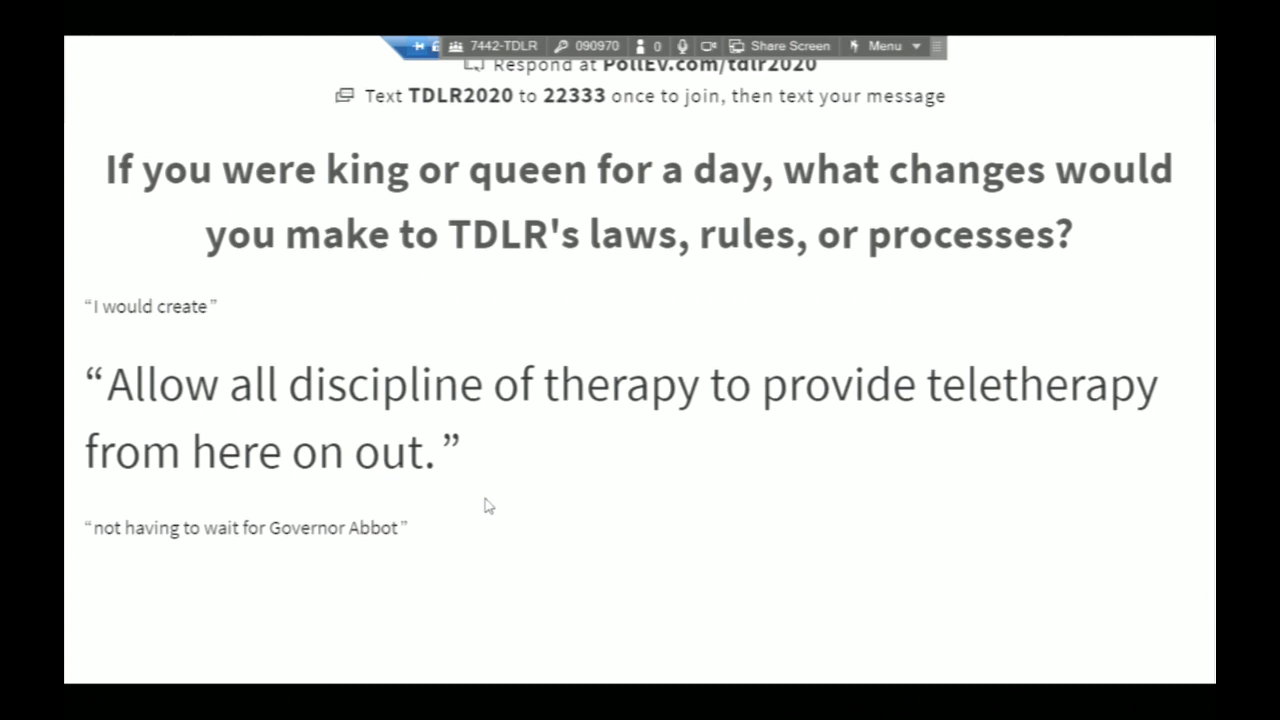 7442-TDLR 090970 0 Share Screen Menu
Respond at PollEv.com/tdlr2020
Text TDLR2020 to 22333 once to join, then text your message
If you were king or queen for a day, what changes would
you make to TDLR's laws, rules, or processes?
“I would create”
“Allow all discipline of therapy to provide teletherapy
from here on out.”
“not having to wait for Governor Abbot”